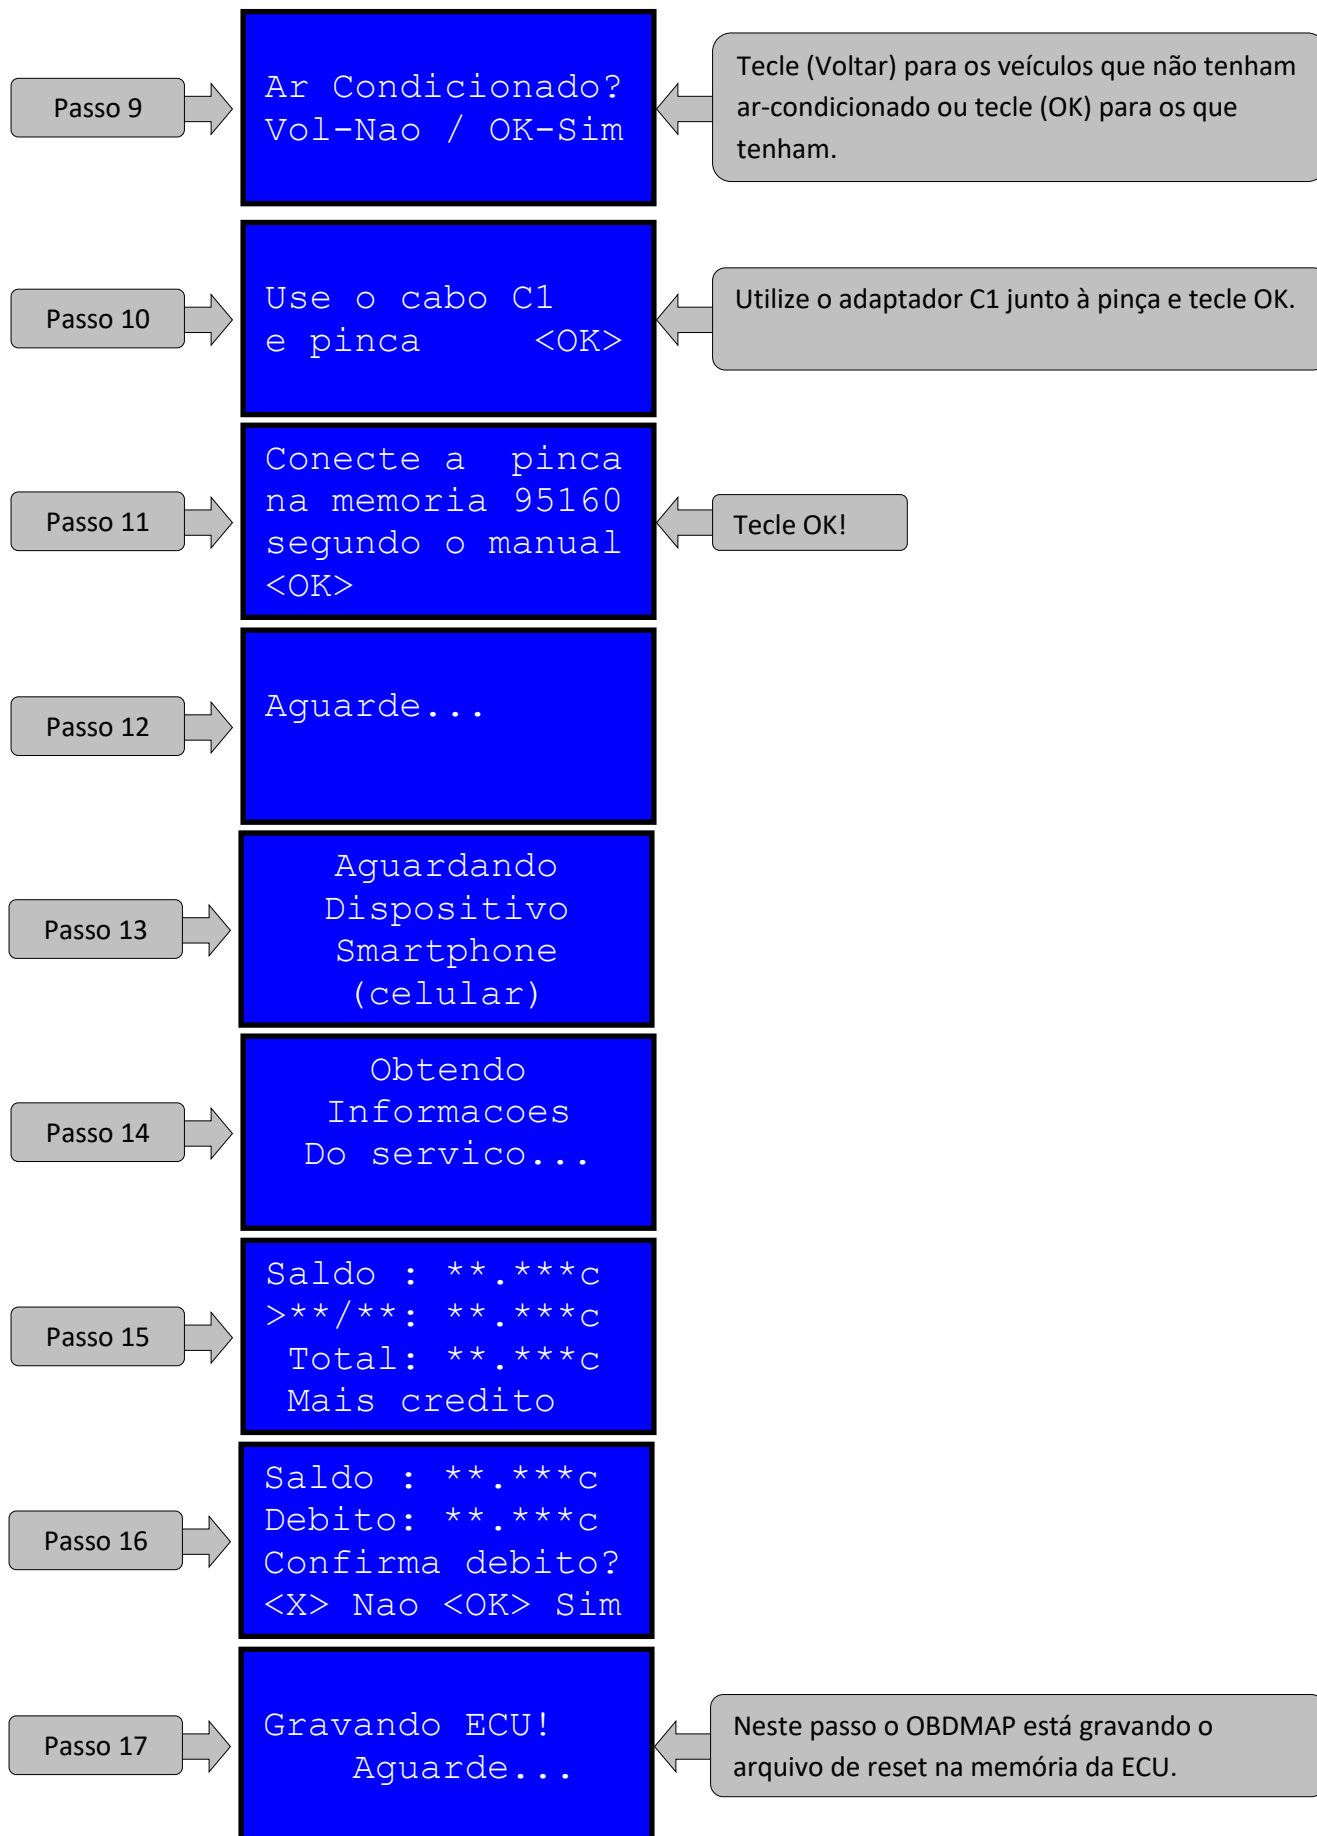 Passo 9
Ar Condicionado?
Vol-Nao / OK-Sim
Tecle (Voltar) para os veículos que não tenham
ar-condicionado ou tecle (OK) para os que
tenham.
Passo 10
Use o cabo C1
e pinca <OK>
Utilize o adaptador C1 junto à pinça e tecle OK.
Passo 11
Conecte a pinca
na memoria 95160
segundo o manual
<OK>
Tecle OK!
Passo 12
Aguarde...
Passo 13
Aguardando
Dispositivo
Smartphone
(celular)
Passo 14
Obtendo
Informacoes
Do servico...
Passo 15
Saldo : **.***c
>**/**: **.***c
Total: **.***c
Mais credito
Passo 16
Saldo : **.***c
Debito: **.***c
Confirma debito?
<X> Nao <OK> Sim
Passo 17
Gravando ECU!
Aguarde...
Neste passo o OBDMAP está gravando o
arquivo de reset na memória da ECU.